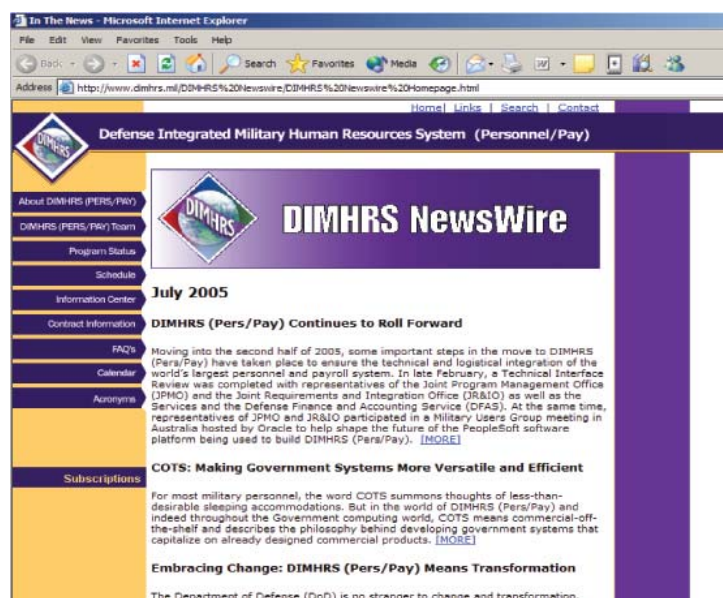 In The News - Microsoft Internet Explorer
File Edit View Favorites Tools Help
Back Search Favorites Media
Address http://www.dimhrs.mil/DIMHRS%20Newswire/DIMHRS%20Newswire%20Homepage.html
Home| Links | Search | Contact
DIMHRS
Defense Integrated Military Human Resources System (Personnel/Pay)
About DIMHRS (PERS/PAY)
DIMHRS (PERS/PAY) Team
Program Status
Schedule
Information Center
Contract Information
FAQ's
Calendar
Acronyms
Subscriptions
DIMHRS
DIMHRS NewsWire
July 2005
DIMHRS (Pers/Pay) Continues to Roll Forward
Moving into the second half of 2005, some important steps in the move to DIMHRS
(Pers/Pay) have taken place to ensure the technical and logistical integration of the
world's largest personnel and payroll system. In late February, a Technical Interface
Review was completed with representatives of the Joint Program Management Office
(JPMO) and the Joint Requirements and Integration Office (JR&IO) as well as the
Services and the Defense Finance and Accounting Service (DFAS). At the same time,
representatives of JPMO and JR&IO participated in a Military Users Group meeting in
Australia hosted by Oracle to help shape the future of the PeopleSoft software
platform being used to build DIMHRS (Pers/Pay). [MORE]
COTS: Making Government Systems More Versatile and Efficient
For most military personnel, the word COTS summons thoughts of less-than-
desirable sleeping accommodations. But in the world of DIMHRS (Pers/Pay) and
indeed throughout the Government computing world, COTS means commercial-off-
the-shelf and describes the philosophy behind developing government systems that
capitalize on already designed commercial products. [MORE]
Embracing Change: DIMHRS (Pers/Pay) Means Transformation
The Department of Defense (DoD) is no stranger to change and transformation.